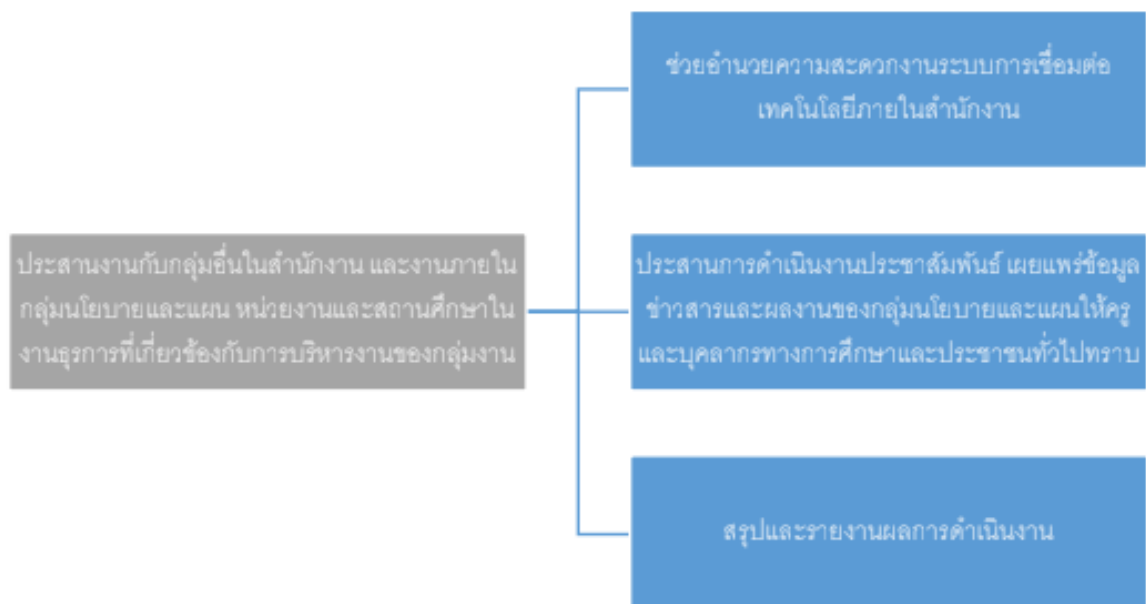 ประสานงานกับกลุ่มอื่นในสำนักงาน และงานภายใน
กลุ่มนโยบายและแผน หน่วยงานและสถานศึกษาใน
งานธุรการที่เกี่ยวข้องกับการบริหารงานของกลุ่มงาน
ช่วยอำนวยความสะดวกงานระบบการเชื่อมต่อ
เทคโนโลยีภายในสำนักงาน
ประสานการดำเนินงานประชาสัมพันธ์ เผยแพร่ข้อมูล
ข่าวสารและผลงานของกลุ่มนโยบายและแผนให้ครู
และบุคลากรทางการศึกษาและประชาชนทั่วไปทราบ
สรุปและรายงานผลการดำเนินงาน